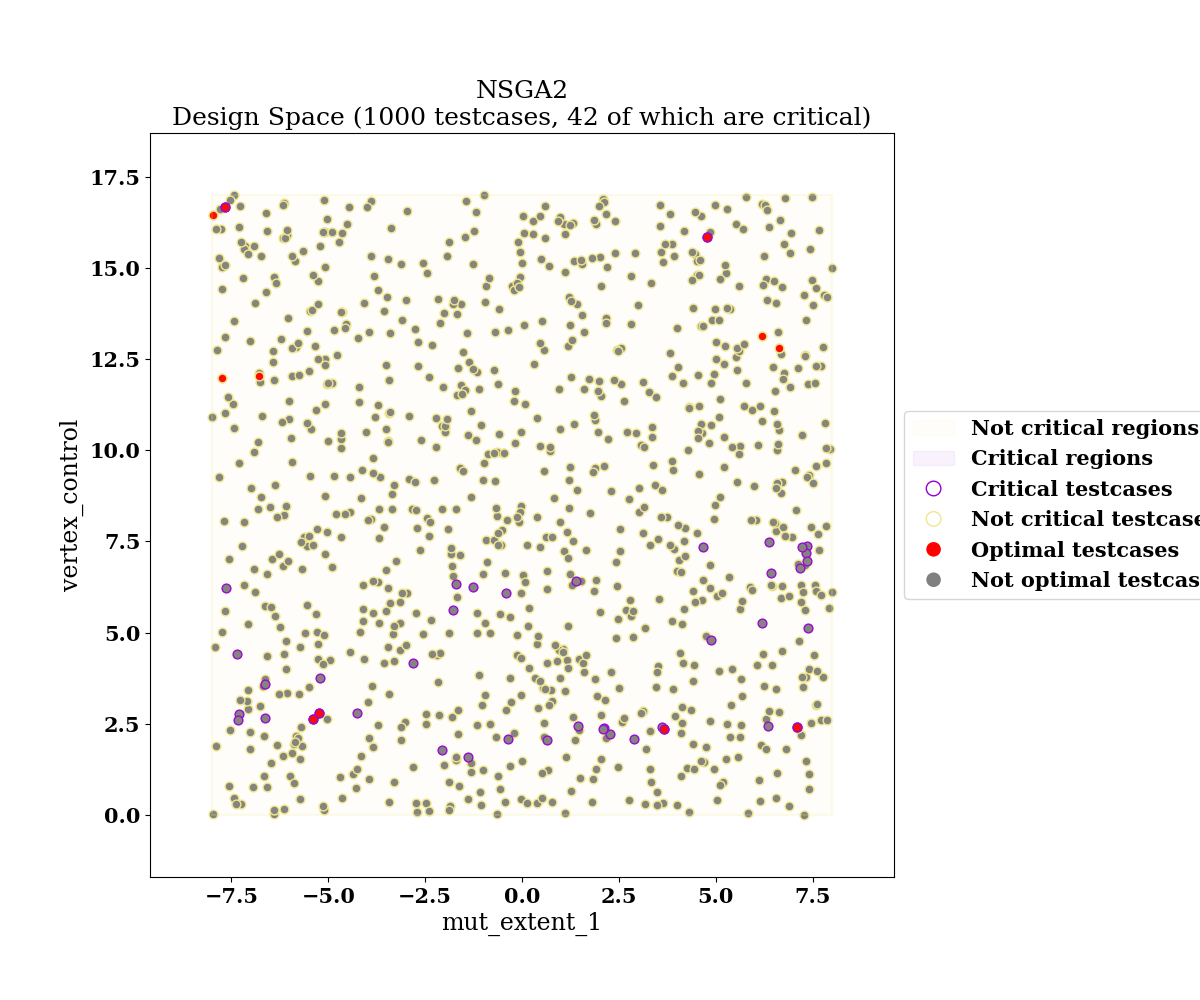 NSGA2
Design Space (1000 testcases, 42 of which are critical)
17.5
15.0
12.5
10.0
7.5
5.0
2.5
0.0
vertex_control
−7.5 −5.0 −2.5 0.0 2.5 5.0 7.5
mut_extent_1
Not critical regions
Critical regions
Critical testcases
Not critical testcase
Optimal testcases
Not optimal testcas